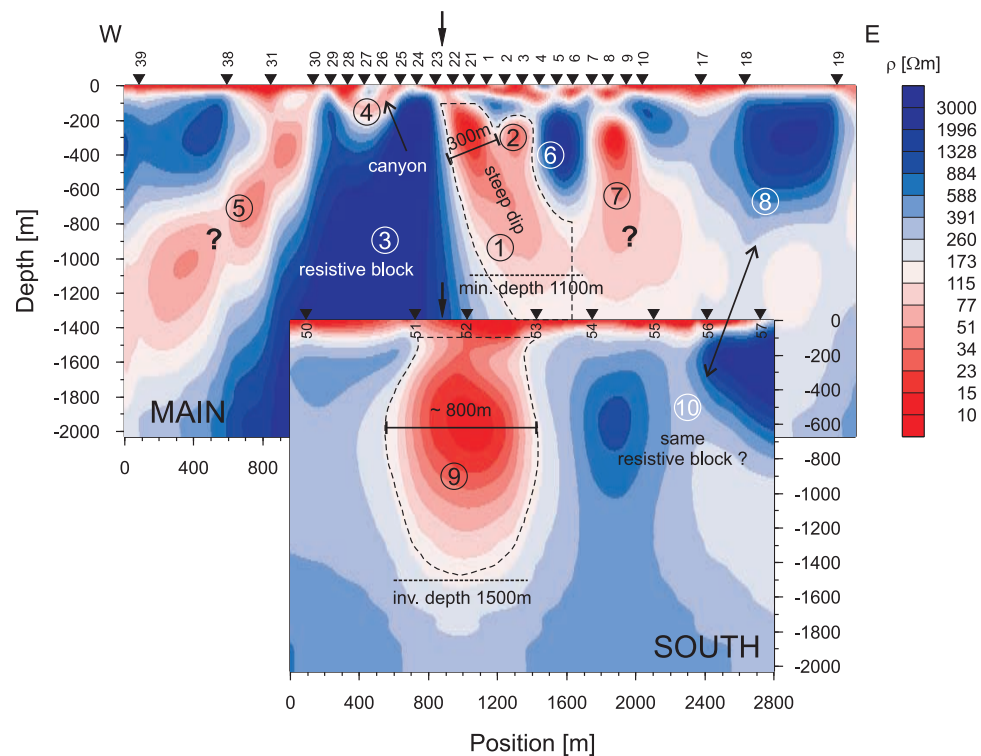 W E
39 38 31 30 29 28 27 26 25 24 23 22 21 1 2 3 4 5 6 7 8 9 10 17 18 19
ρ [Ωm]
3000
1996
1328
884
588
391
260
173
115
77
51
34
23
15
10
0
-200
-400
-600
-800
-1000
-1200
-1400
-1600
-1800
-2000
Depth [m]
4
canyon
300m
2
6
steep dip
5
?
3
resistive block
1
7
?
8
min. depth 1100m
MAIN
0 400 800
50 51 52 53 54 55 56 57
0
-200
-400
-600
-800
-1000
-1200
-1400
-1600
-1800
-2000
~ 800m
9
10
same
resistive block ?
inv. depth 1500m
SOUTH
0 400 800 1200 1600 2000 2400 2800
Position [m]